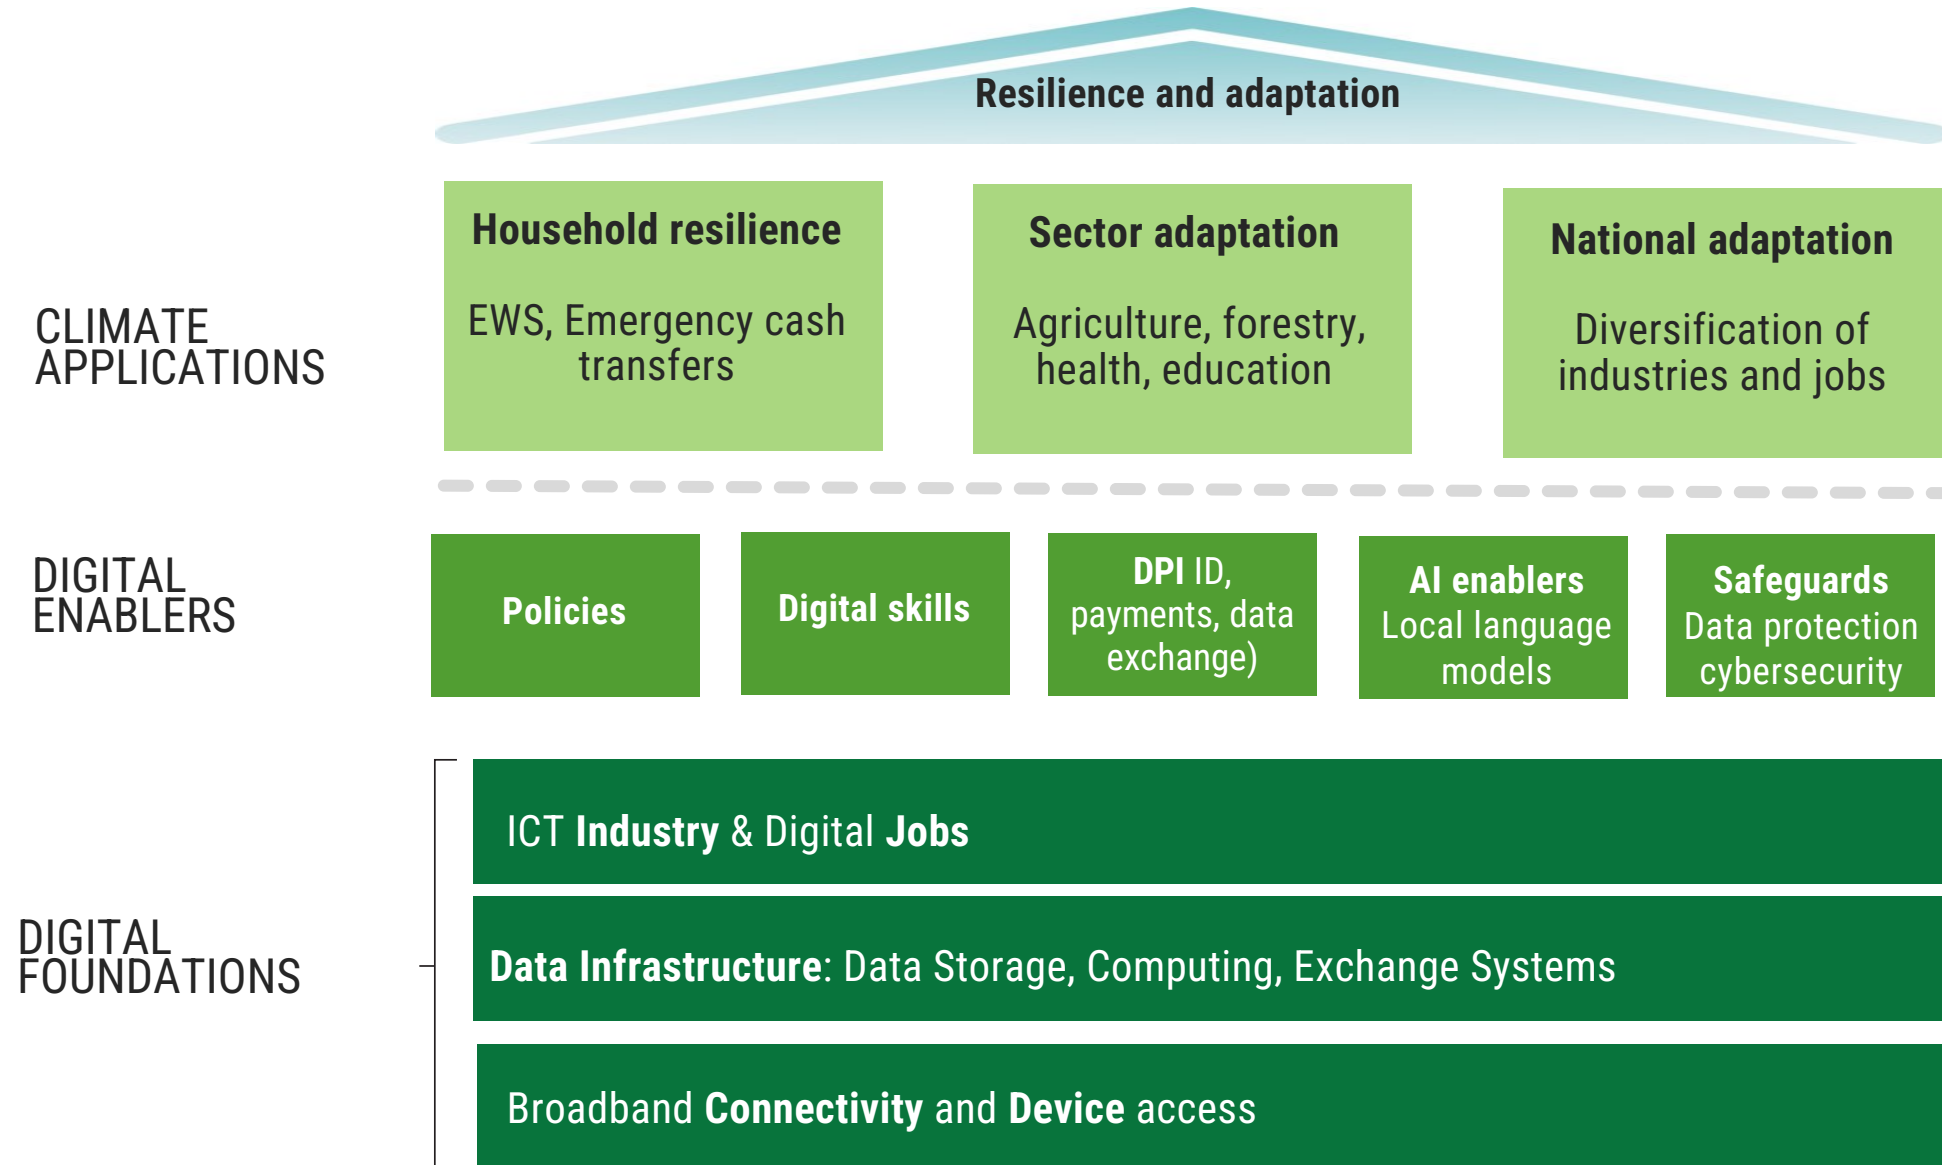 Resilience and adaptation
CLIMATE
APPLICATIONS
Household resilience
EWS, Emergency cash
transfers
Sector adaptation
Agriculture, forestry,
health, education
National adaptation
Diversification of
industries and jobs
DIGITAL
ENABLERS
Policies
Digital skills
DPI ID,
payments, data
exchange)
AI enablers
Local language
models
Safeguards
Data protection
cybersecurity
DIGITAL
FOUNDATIONS
ICT Industry & Digital Jobs
Data Infrastructure: Data Storage, Computing, Exchange Systems
Broadband Connectivity and Device access